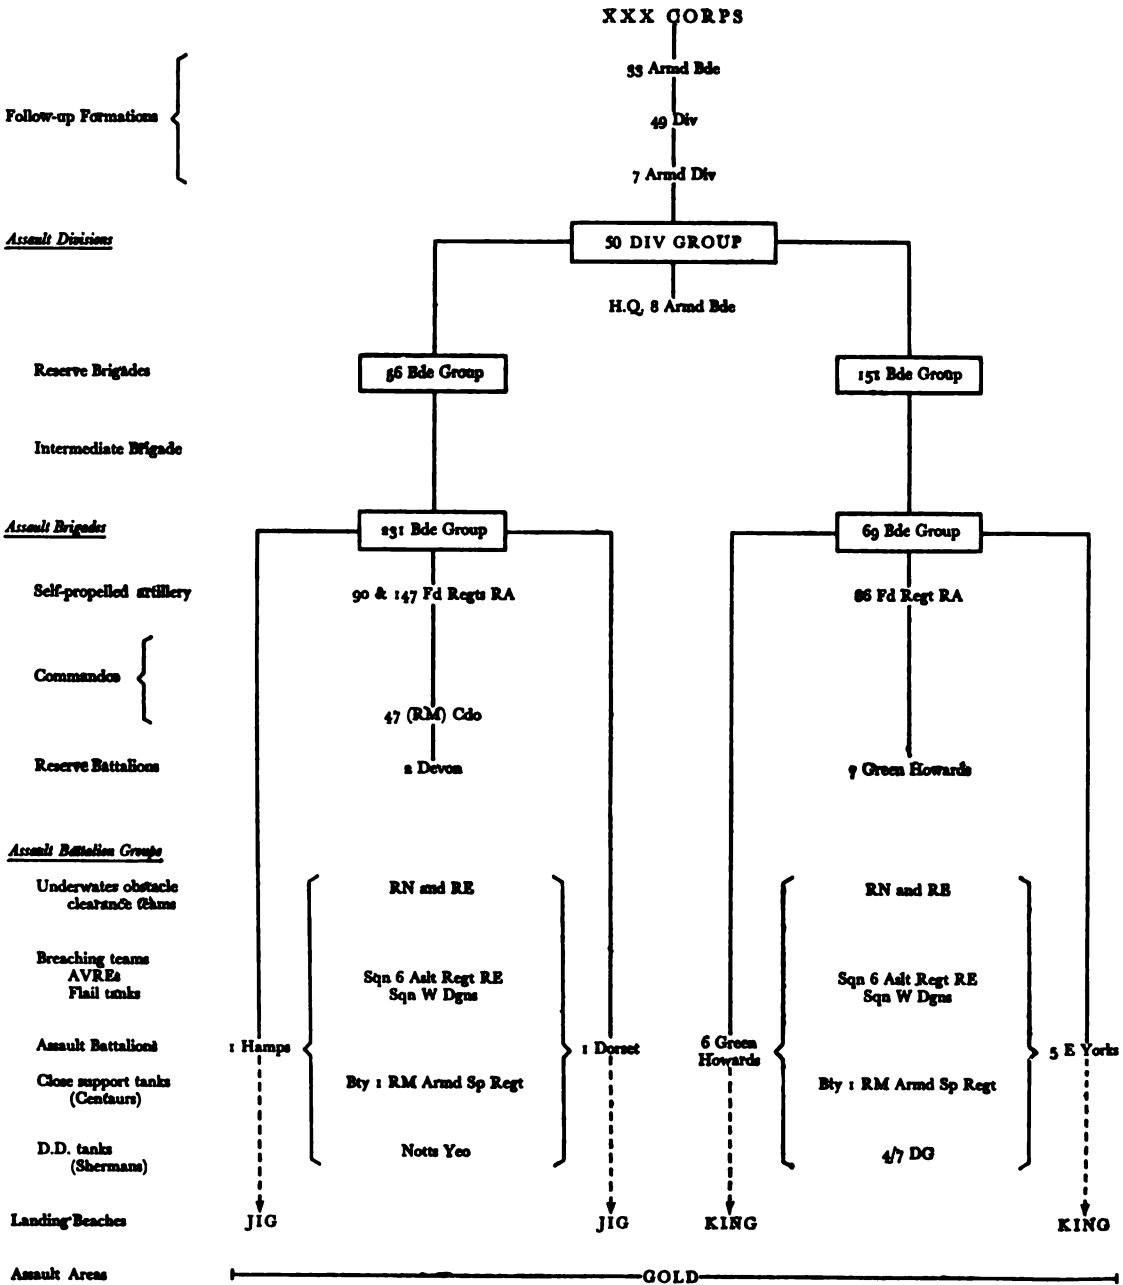 XXX CORPS
33 Armd Bde
Follow-up Formations
49 Div
7 Armd Div
Assault Divisions
50 DIV GROUP
H.Q. 8 Armd Bde
Reserve Brigades
56 Bde Group
151 Bde Group
Intermediate Brigade
Assault Brigades
231 Bde Group
69 Bde Group
Self-propelled artillery
90 & 147 Fd Regts RA
86 Fd Regt RA
Commandos
47 (RM) Cdo
Reserve Battalions
2 Devon
7 Green Howards
Assault Battalion Groups
Underwater obstacle
clearance teams
RN and RE
RN and RE
Breaching teams
AVREs
Flail tanks
Sqn 6 Aslt Regt RE
Sqn W Dgns
Sqn 6 Aslt Regt RE
Sqn W Dgns
Assault Battalions
1 Hamps
1 Dorset
6 Green
Howards
5 E Yorks
Close support tanks
(Centaurs)
Bty 1 RM Armd Sp Regt
Bty 1 RM Armd Sp Regt
D.D. tanks
(Shermans)
Notts Yeo
4/7 DG
Landing Beaches
JIG
JIG
KING
KING
Assault Areas
GOLD